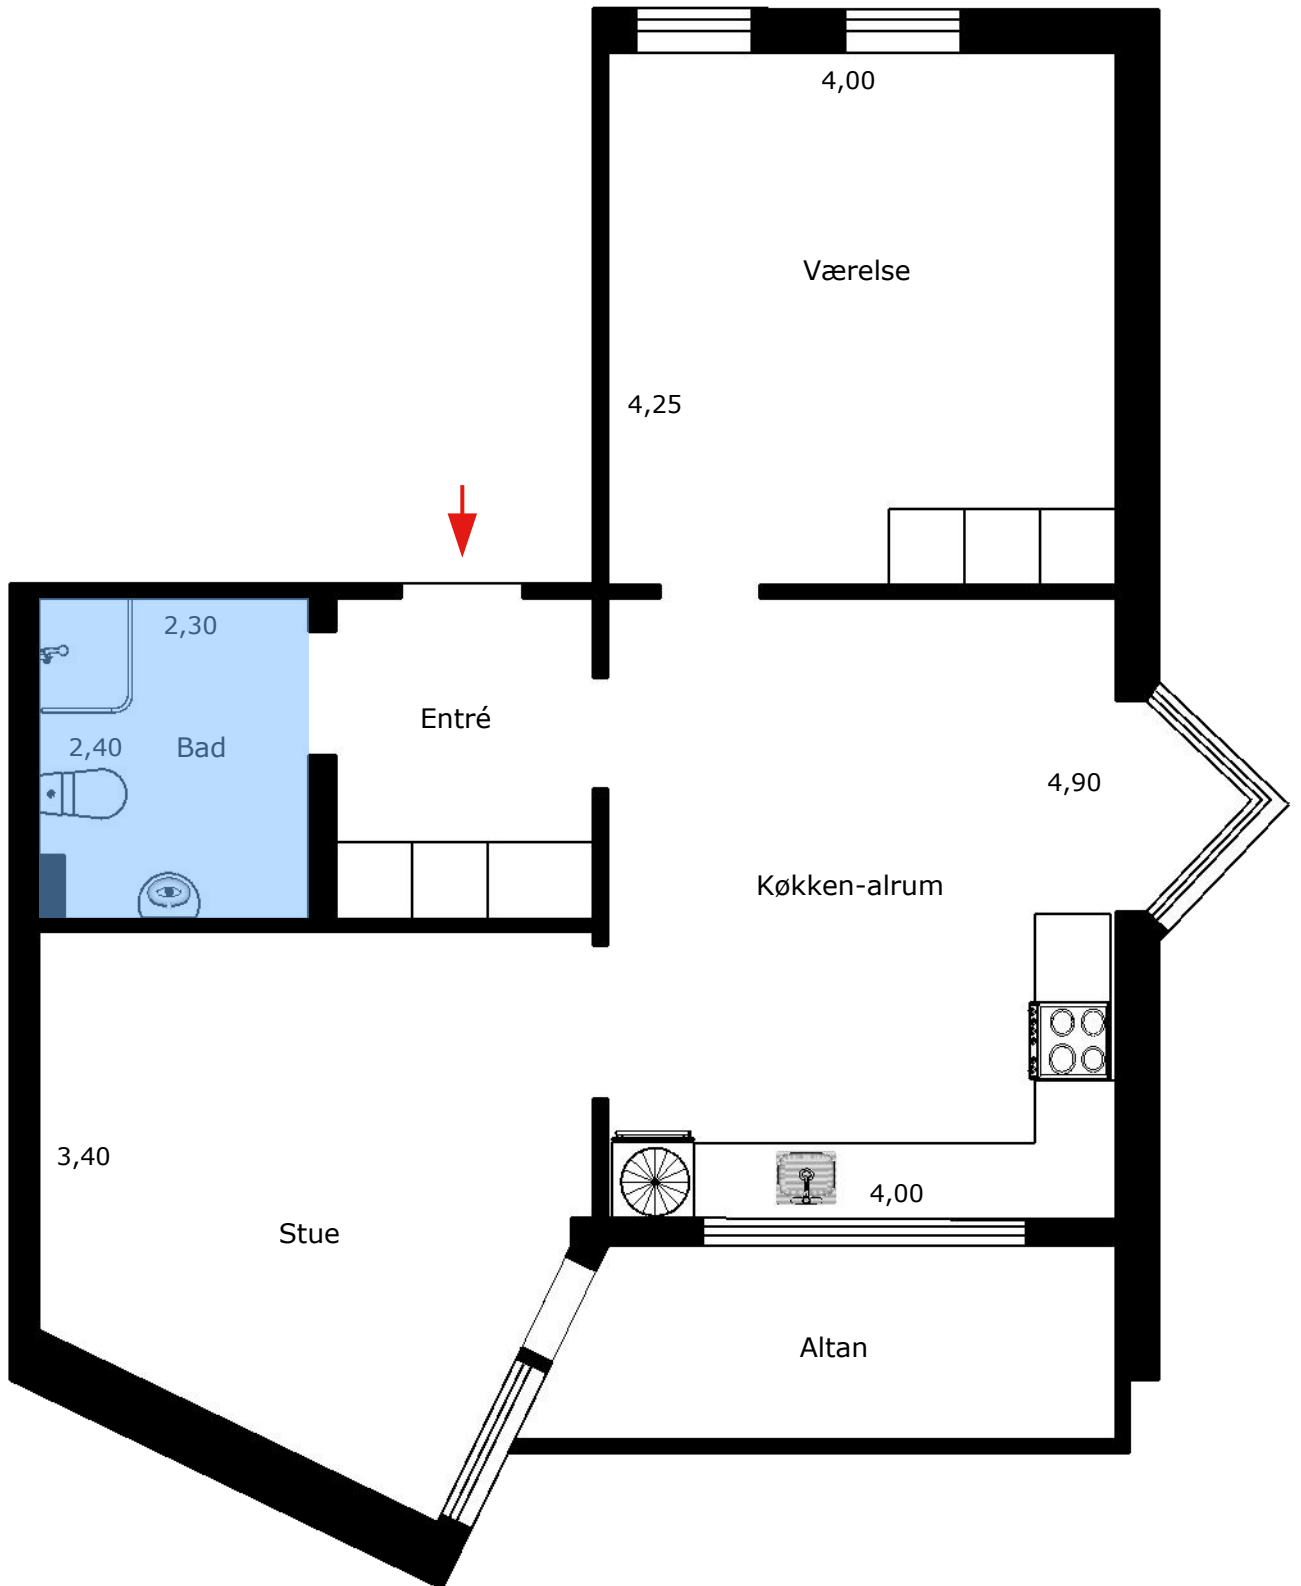 4,00
Værelse
4,25
2,30
Entré
2,40
Bad
4,90
Køkken-alrum
3,40
4,00
Stue
Altan